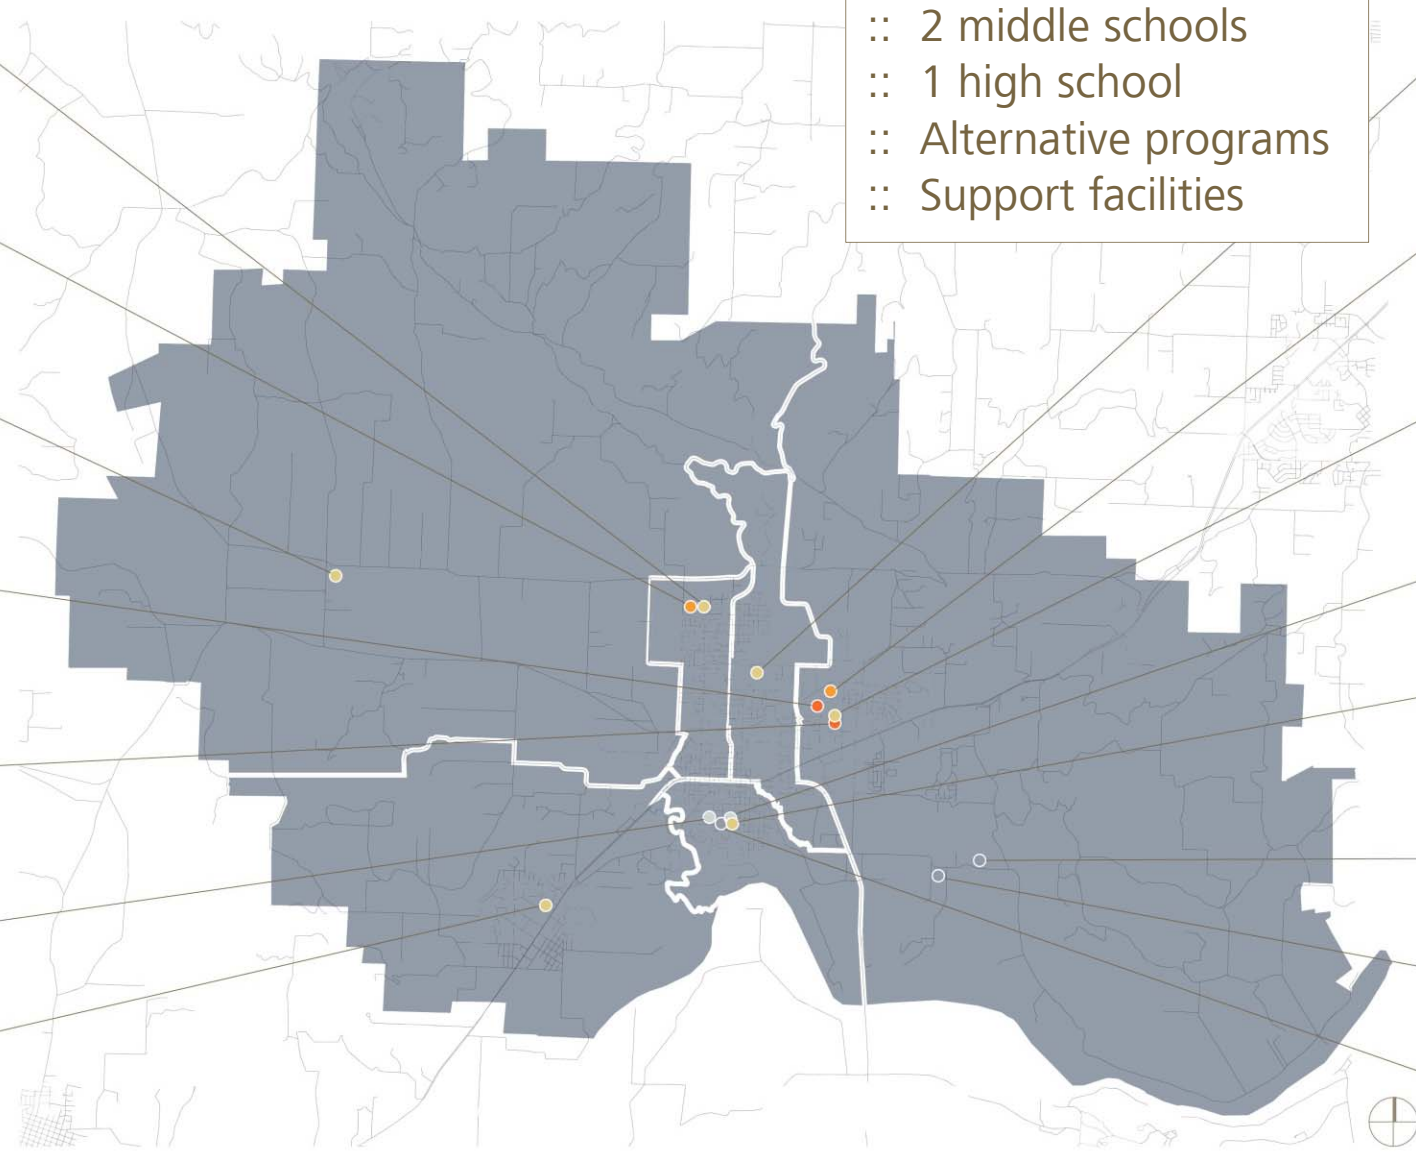 :: 2 middle schools
:: 1 high school
:: Alternative programs
:: Support facilities